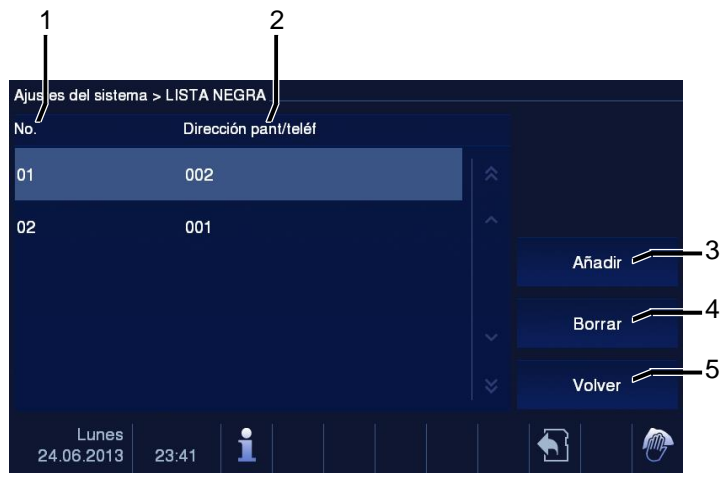 1 2
Ajustes del sistema > LISTA NEGRA
No. Dirección pant/teléf
01 002
02 001
Añadir 3
Borrar 4
Volver 5
Lunes
24.06.2013 23:41